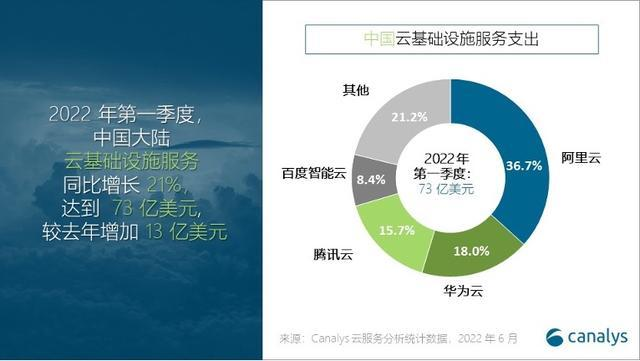 2022 年第一季度，
中国大陆
云基础设施服务
同比增长 21%，
达到 73 亿美元,
较去年增加 13 亿美元
中国云基础设施服务支出
其他
21.2%
阿里云
36.7%
2022年
第一季度：
73 亿美元
百度智能云
8.4%
15.7%
腾讯云
18.0%
华为云
来源：Canalys 云服务分析统计数据，2022 年 6 月
canalys